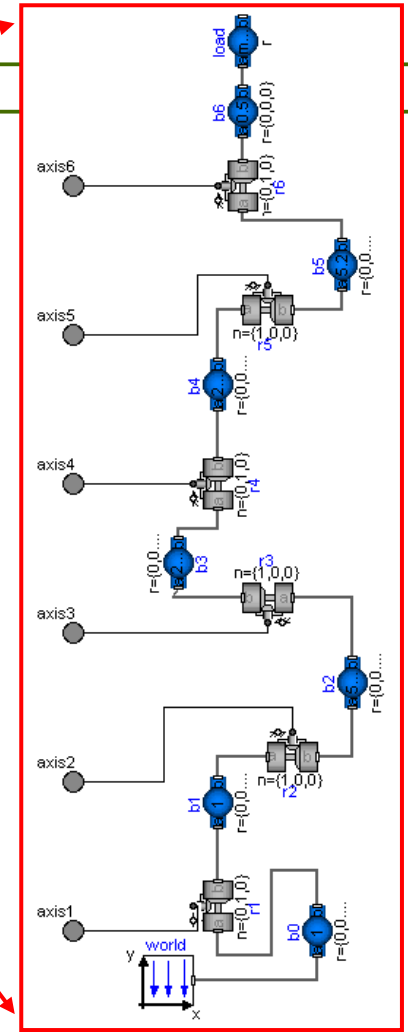 load
r
b6
r={0,0,0}
axis6
n={0,1,0}
r6
b5
r={0,0....
axis5
n={1,0,0}
r5
b4
r={0,0....
axis4
n={0,1,0}
r4
b3
r={0,0....
r3
n={1,0,0}
axis3
b2
r={0,0....
axis2
n={1,0,0}
r2
b1
r={0,0....
axis1
n={0,1,0}
r1
b0
r={0,0....
world
y
x